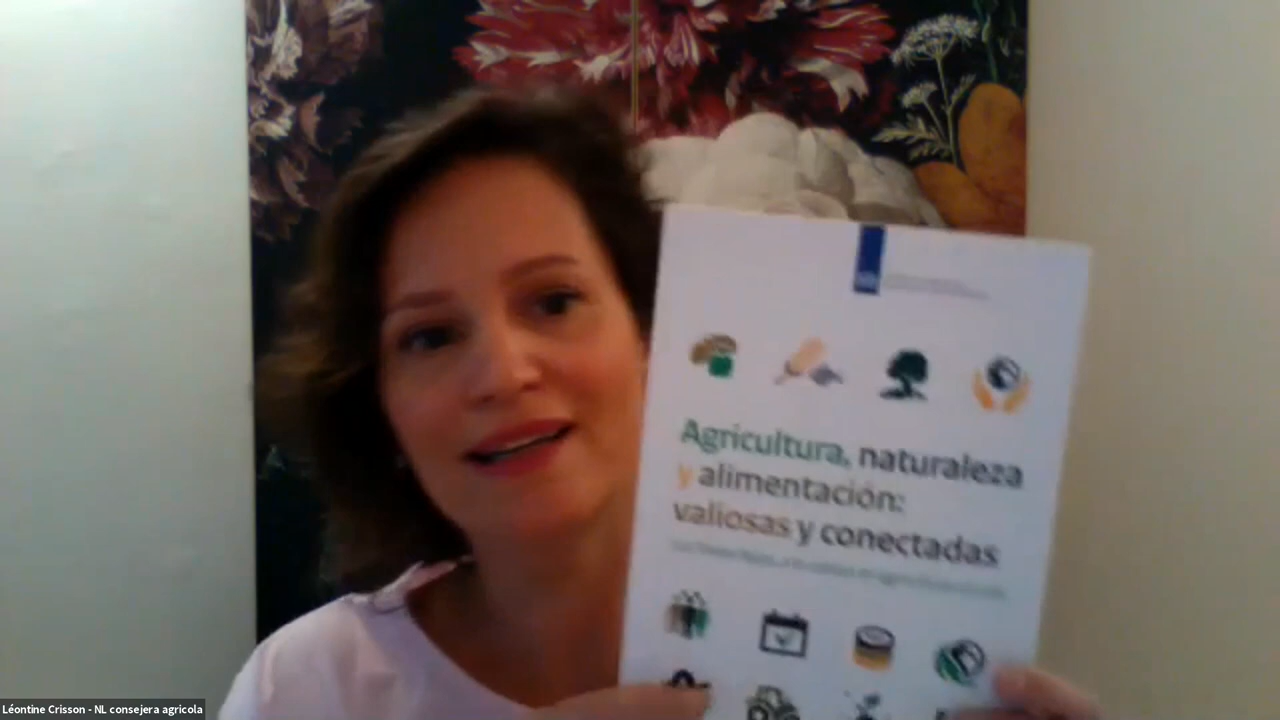 Agricultura, naturaleza
y alimentación:
valiosas y conectadas
Léontine Crisson - NL consejera agricola